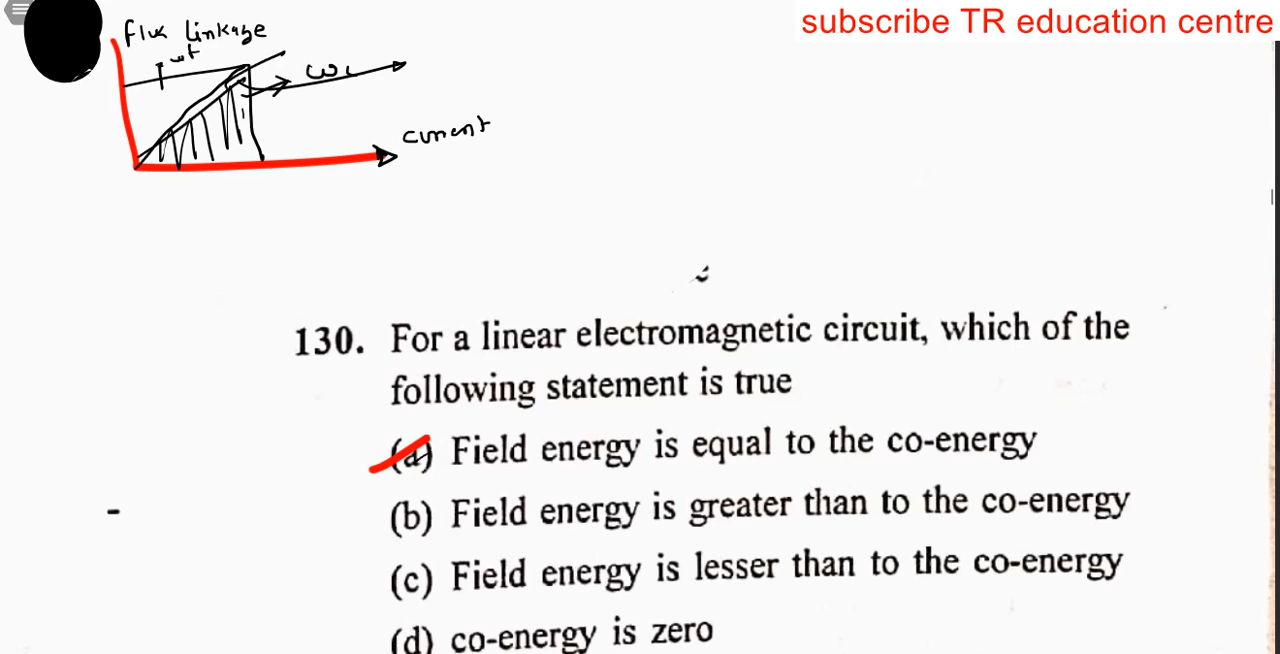 subscribe TR education centre
Flux Linkage
wf
wc
current
130. For a linear electromagnetic circuit, which of the
following statement is true
(a) Field energy is equal to the co-energy
(b) Field energy is greater than to the co-energy
(c) Field energy is lesser than to the co-energy
(d) co-energy is zero